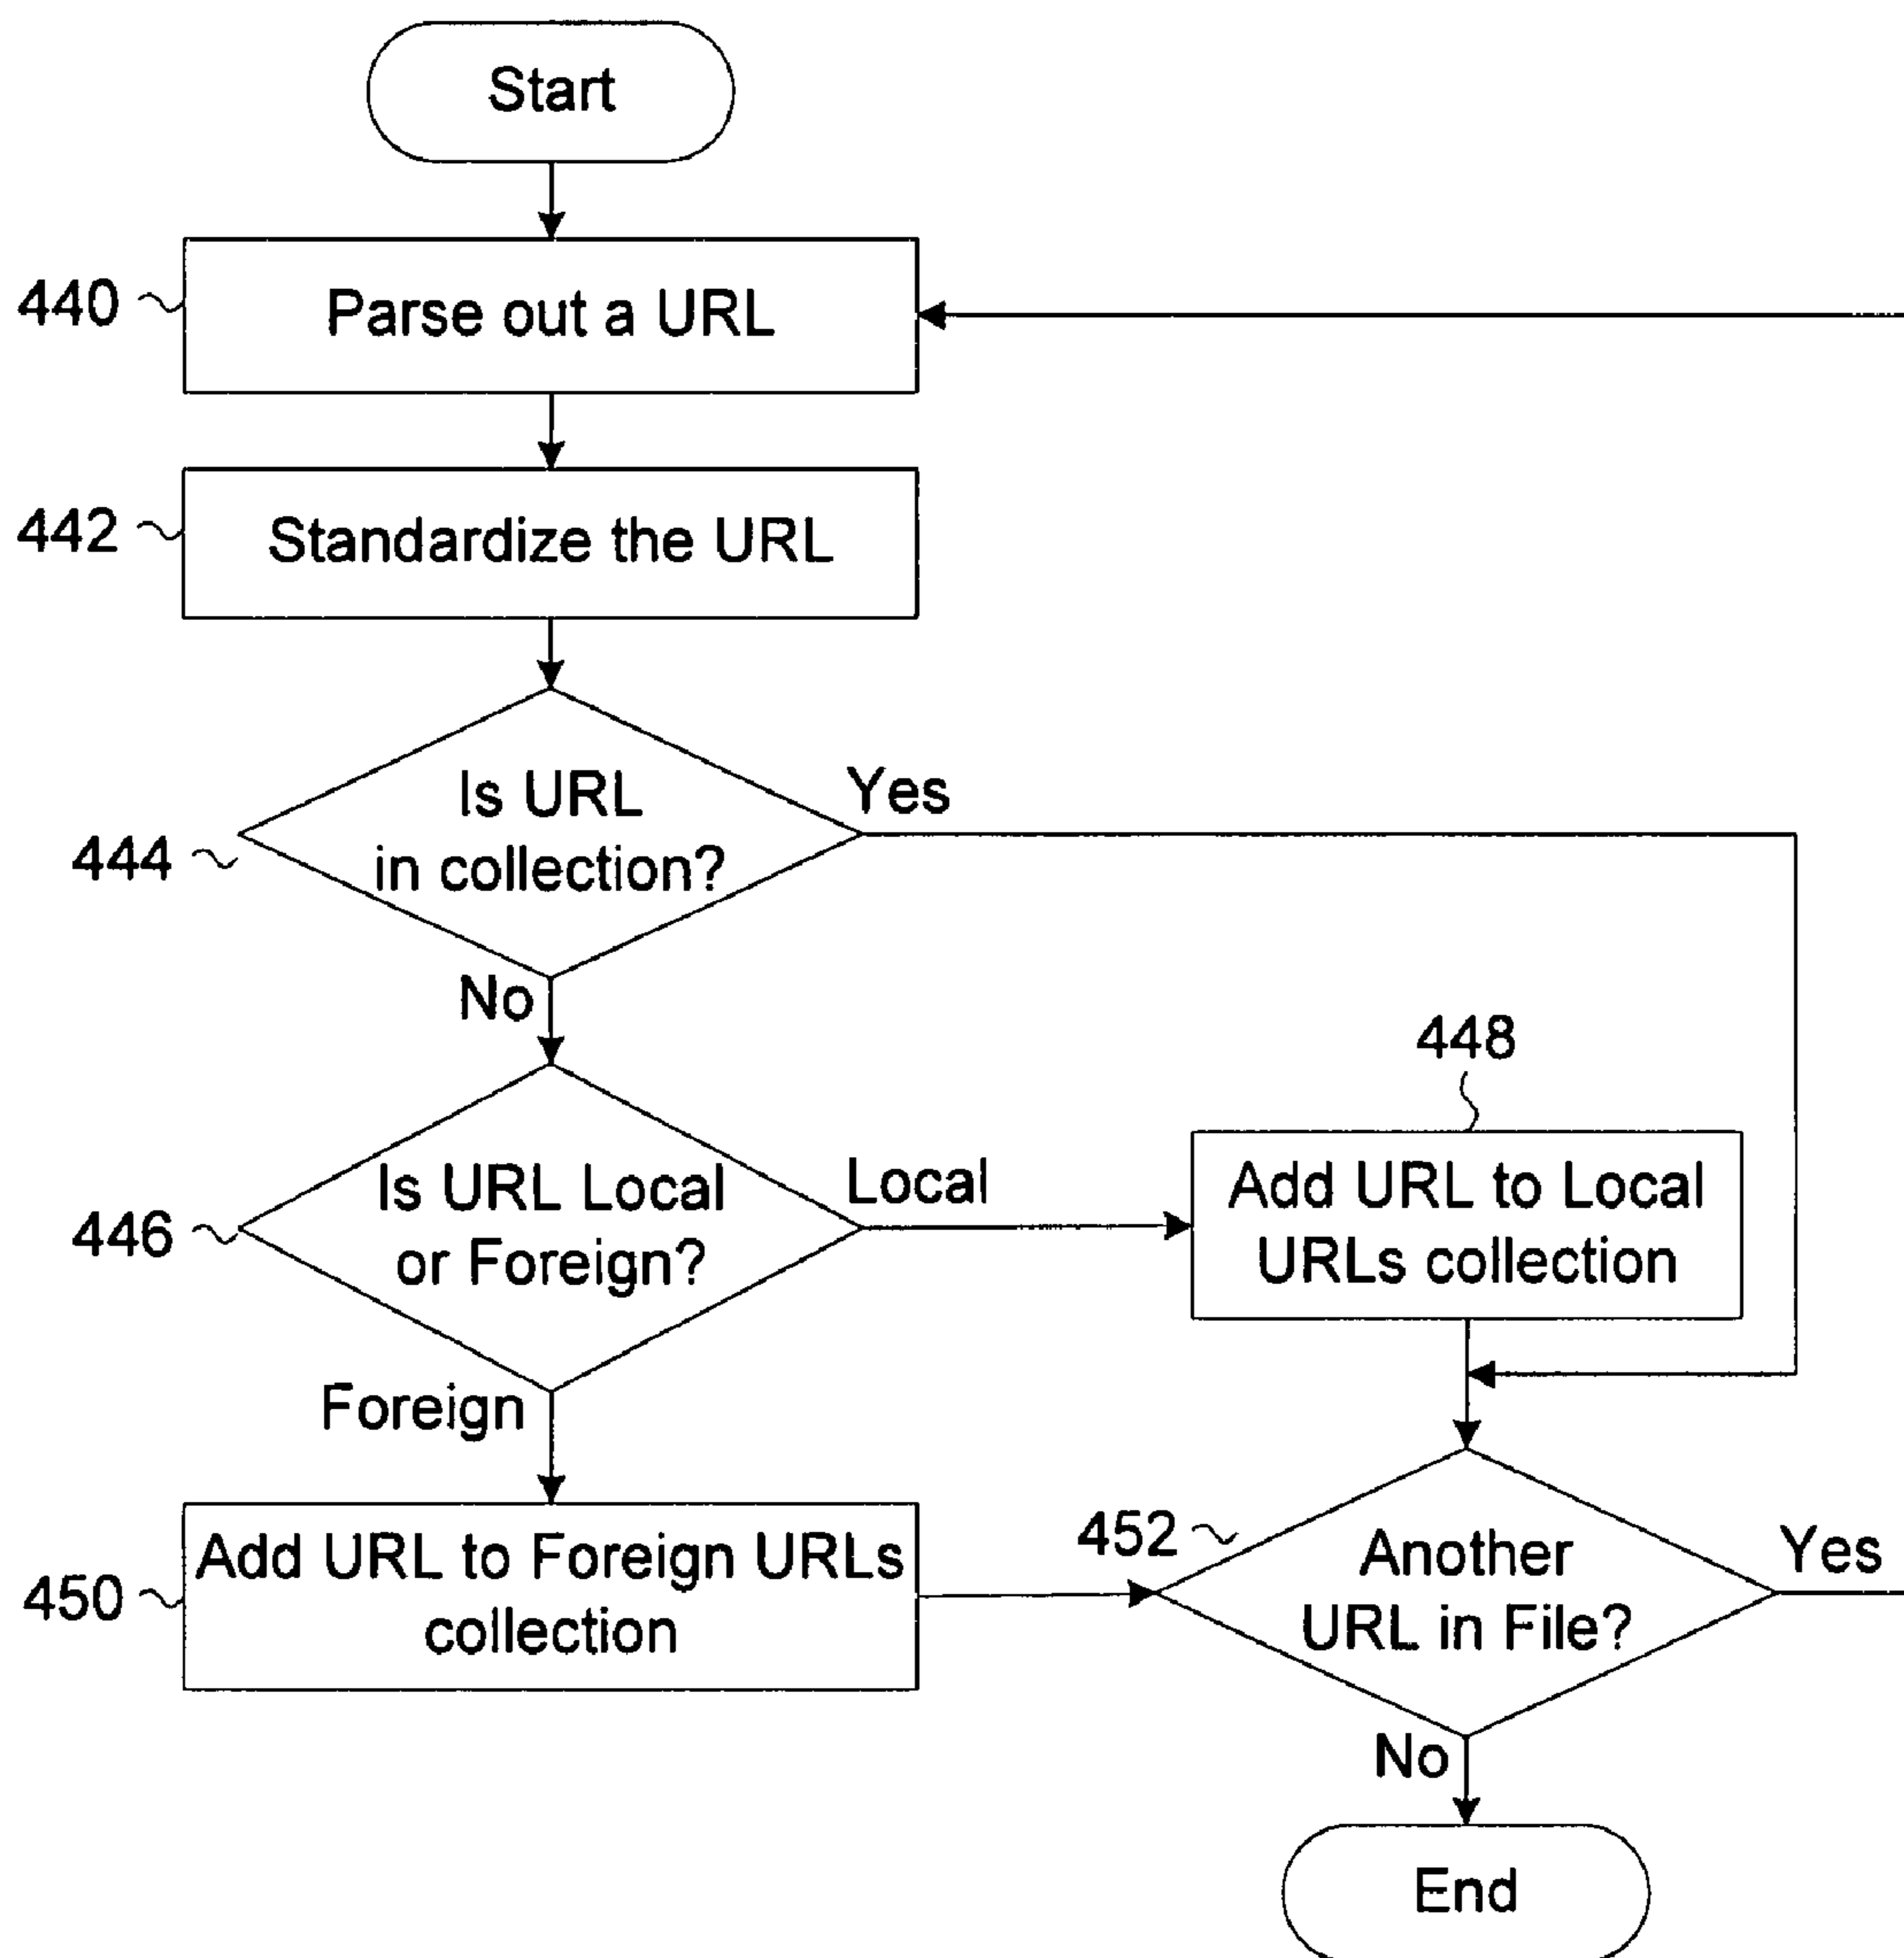 Start
440
Parse out a URL
442
Standardize the URL
Is URL
in collection?
Yes
444
No
448
Is URL Local
or Foreign?
Local
446
Add URL to Local
URLs collection
Foreign
450
Add URL to Foreign URLs
collection
452
Another
URL in File?
Yes
No
End